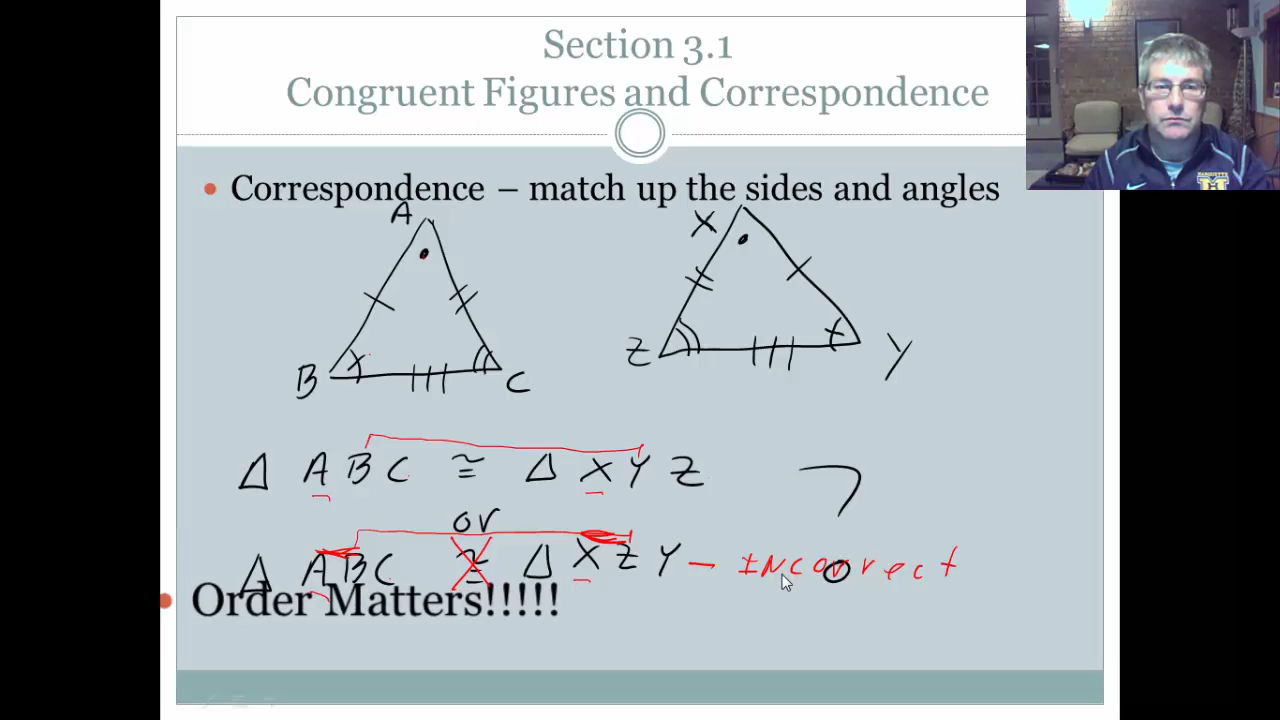 Section 3.1
Congruent Figures and Correspondence
• Correspondence – match up the sides and angles
A
X
B
C
Z
Y
Δ ABC ≅ Δ XYZ
or
Δ ABC ≅ Δ XZY – INcorrect
• Order Matters!!!!!